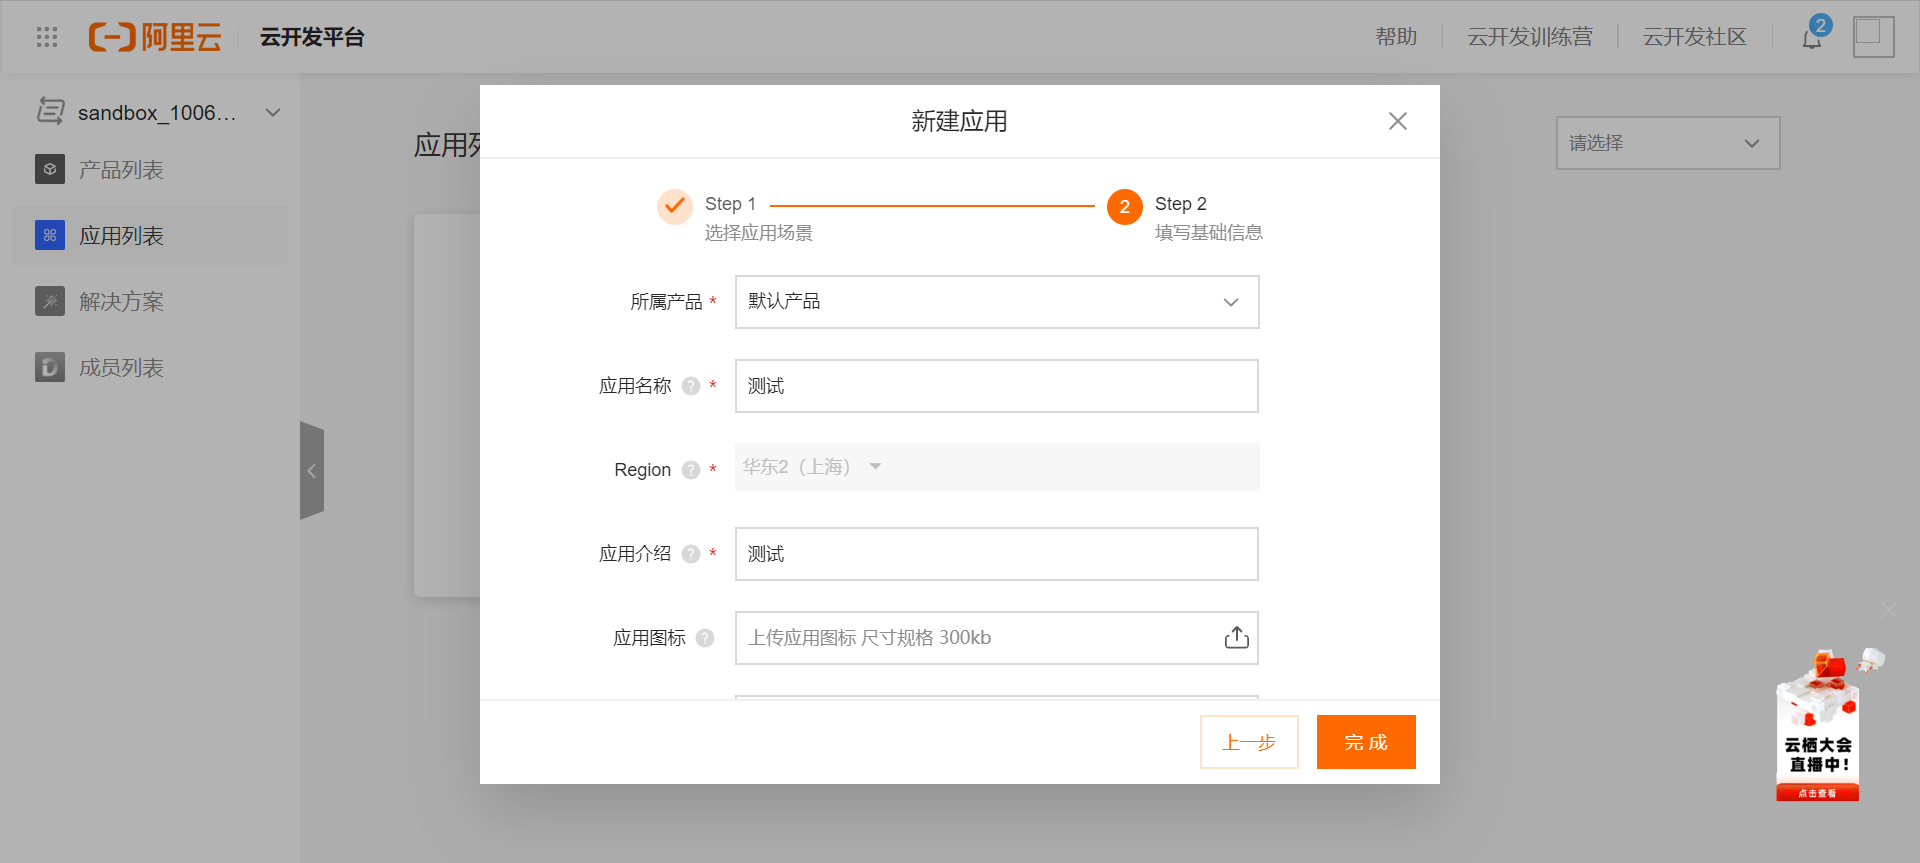 阿里云
云开发平台
帮助
云开发训练营
云开发社区
2
sandbox_1006...
产品列表
应用列表
解决方案
成员列表
应用列
请选择
新建应用
Step 1
选择应用场景
2
Step 2
填写基础信息
所属产品 *
默认产品
应用名称 ? *
测试
Region ? *
华东2（上海）
应用介绍 ? *
测试
应用图标 ?
上传应用图标 尺寸规格 300kb
上一步
完 成
云栖大会
直播中！
点击查看